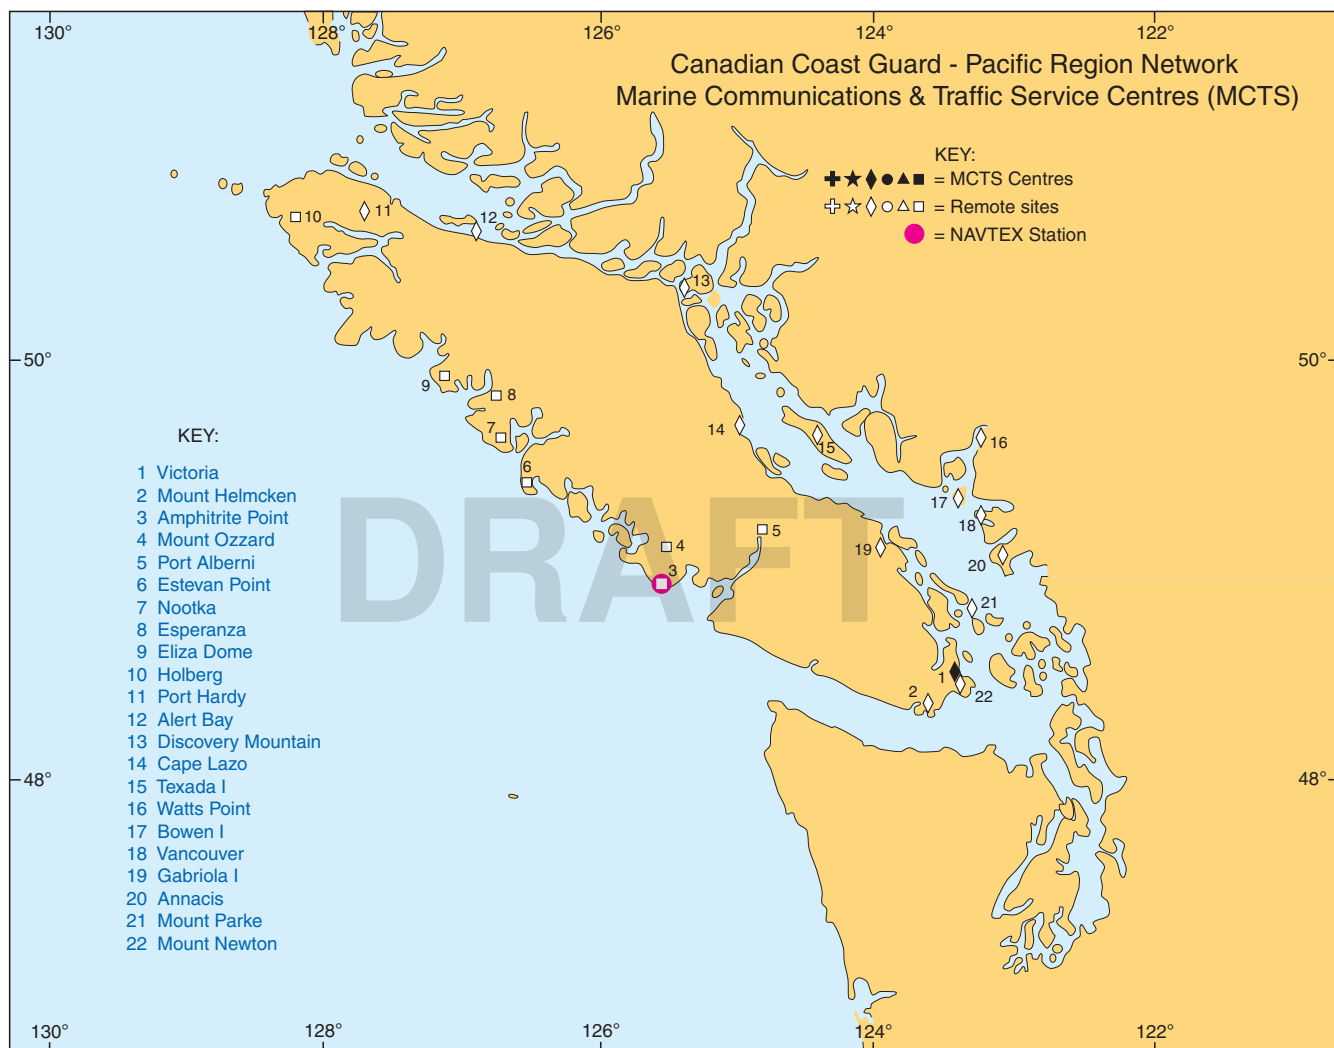 130° 128° 126° 124° 122°
Canadian Coast Guard - Pacific Region Network
Marine Communications & Traffic Service Centres (MCTS)
KEY:
= MCTS Centres
= Remote sites
= NAVTEX Station
10
11
12
13
50° 50°
9
8
7
14
15
16
6
17
18
4
5
19
20
3
21
1
2
22
DRAFT
KEY:
1 Victoria
2 Mount Helmcken
3 Amphitrite Point
4 Mount Ozzard
5 Port Alberni
6 Estevan Point
7 Nootka
8 Esperanza
9 Eliza Dome
10 Holberg
11 Port Hardy
12 Alert Bay
13 Discovery Mountain
14 Cape Lazo
15 Texada I
16 Watts Point
17 Bowen I
18 Vancouver
19 Gabriola I
20 Annacis
21 Mount Parke
22 Mount Newton
48° 48°
130° 128° 126° 124° 122°